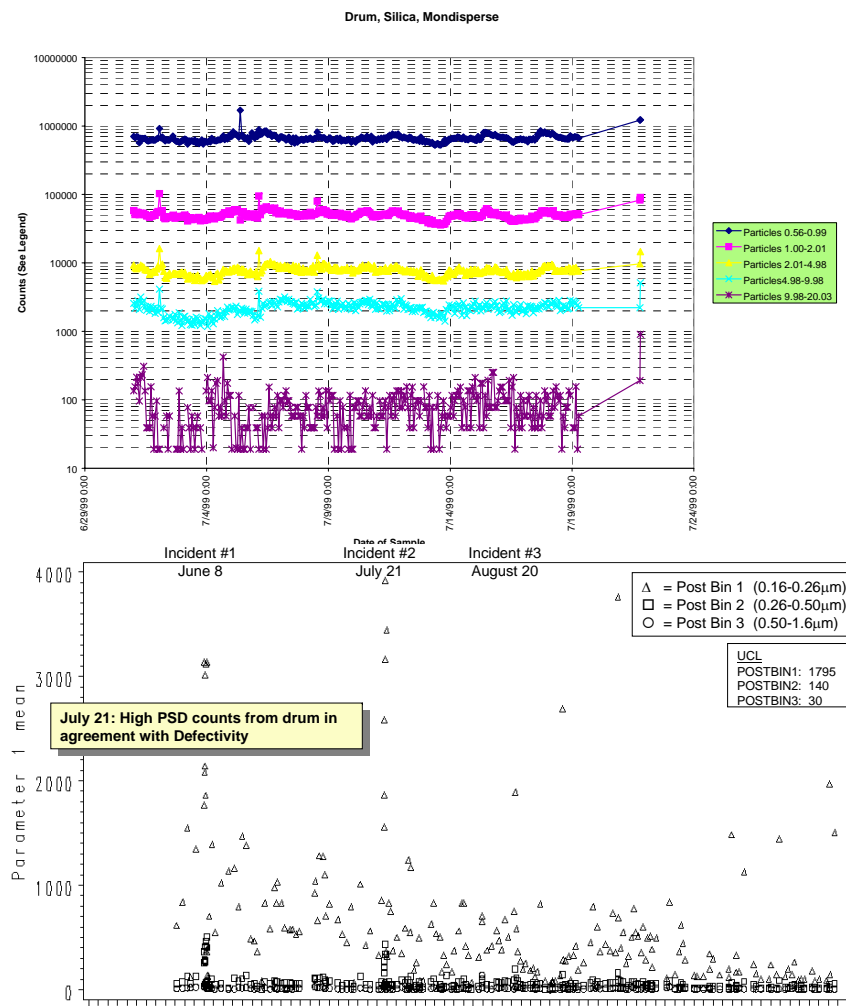 Drum, Silica, Mondisperse
10000000
1000000
100000
10000
1000
100
10
Counts (See Legend)
6/29/99 0:00
7/4/99 0:00
7/9/99 0:00
7/14/99 0:00
7/19/99 0:00
7/24/99 0:00
Date of Sample
Particles 0.56-0.99
Particles 1.00-2.01
Particles 2.01-4.98
Particles4.98-9.98
Particles 9.98-20.03
Incident #1
June 8
Incident #2
July 21
Incident #3
August 20
4000
3000
2000
1000
0
Parameter 1 mean
△ = Post Bin 1 (0.16-0.26μm)
□ = Post Bin 2 (0.26-0.50μm)
○ = Post Bin 3 (0.50-1.6μm)
UCL
POSTBIN1: 1795
POSTBIN2: 140
POSTBIN3: 30
July 21: High PSD counts from drum in
agreement with Defectivity